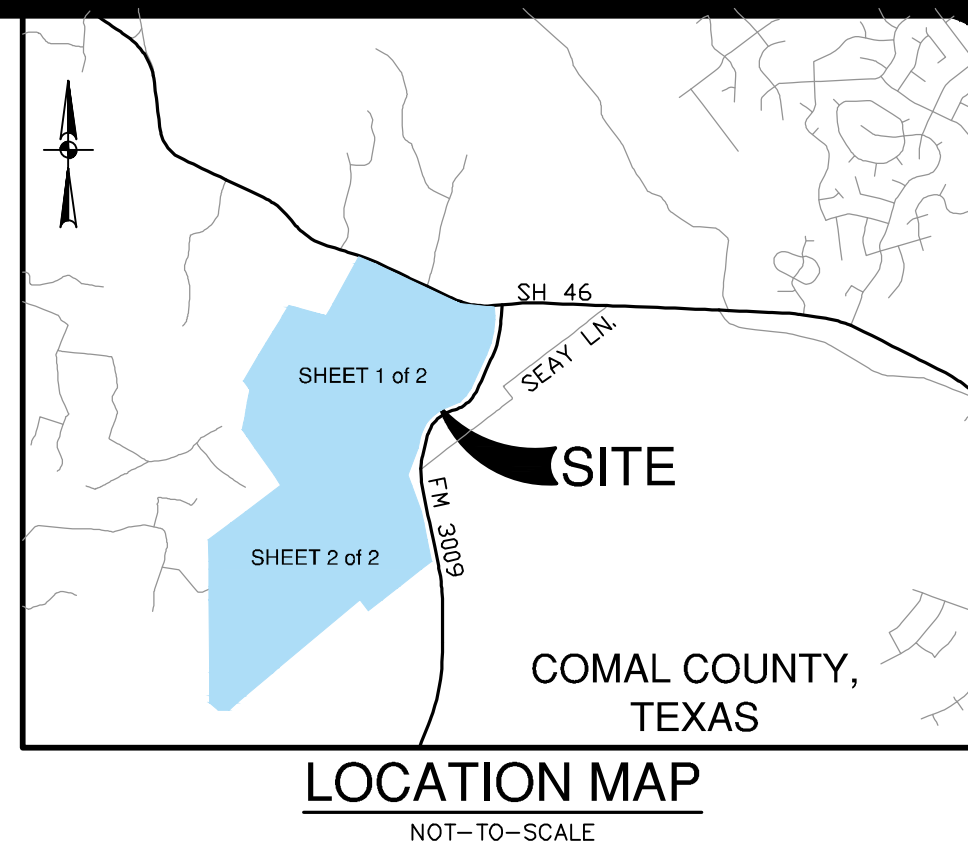 SH 46
SEAY LN.
SHEET 1 of 2
SITE
FM 3009
SHEET 2 of 2
COMAL COUNTY,
TEXAS
LOCATION MAP
NOT-TO-SCALE